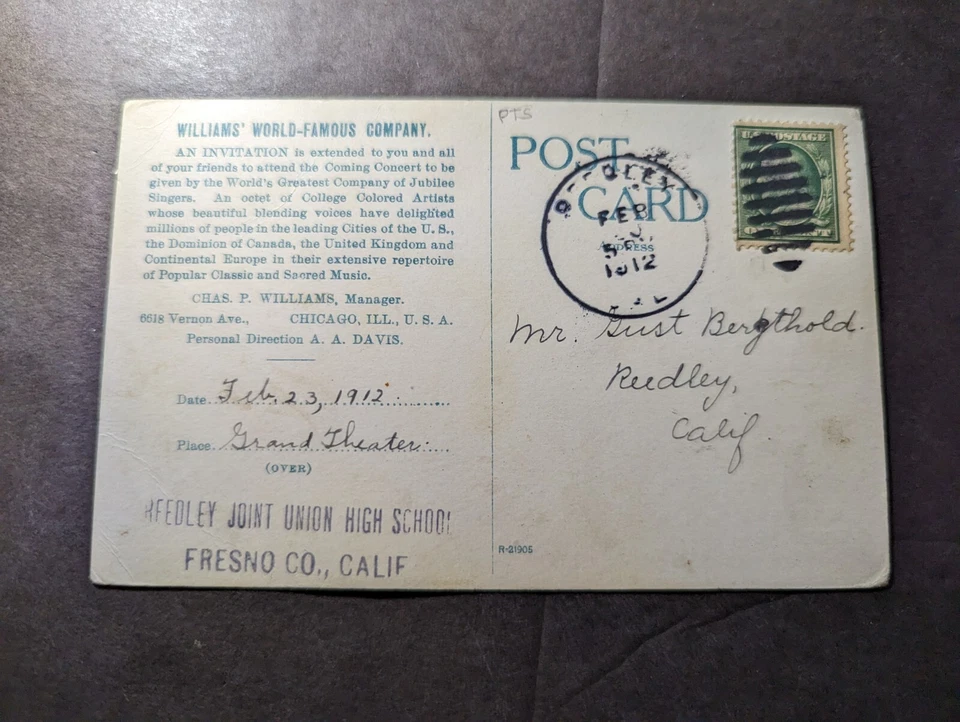 WILLIAMS' WORLD-FAMOUS COMPANY.
AN INVITATION is extended to you and all
of your friends to attend the Coming Concert to be
given by the World's Greatest Company of Jubilee
Singers. An octet of College Colored Artists
whose beautiful blending voices have delighted
millions of people in the leading Cities of the U. S.,
the Dominion of Canada, the United Kingdom and
Continental Europe in their extensive repertoire
of Popular Classic and Sacred Music.
CHAS. P. WILLIAMS, Manager.
6618 Vernon Ave., CHICAGO, ILL., U. S. A.
Personal Direction A. A. DAVIS.
Date. Feb. 23, 1912
Place. Grand Theater
(OVER)
REEDLEY JOINT UNION HIGH SCHOOL
FRESNO CO., CALIF
PTS
POST
CARD
ADDRESS
REEDLEY
FEB
1912
CAL
U.S. POSTAGE
Mr. Gust Bergthold.
Reedley,
Calif.
R-21905